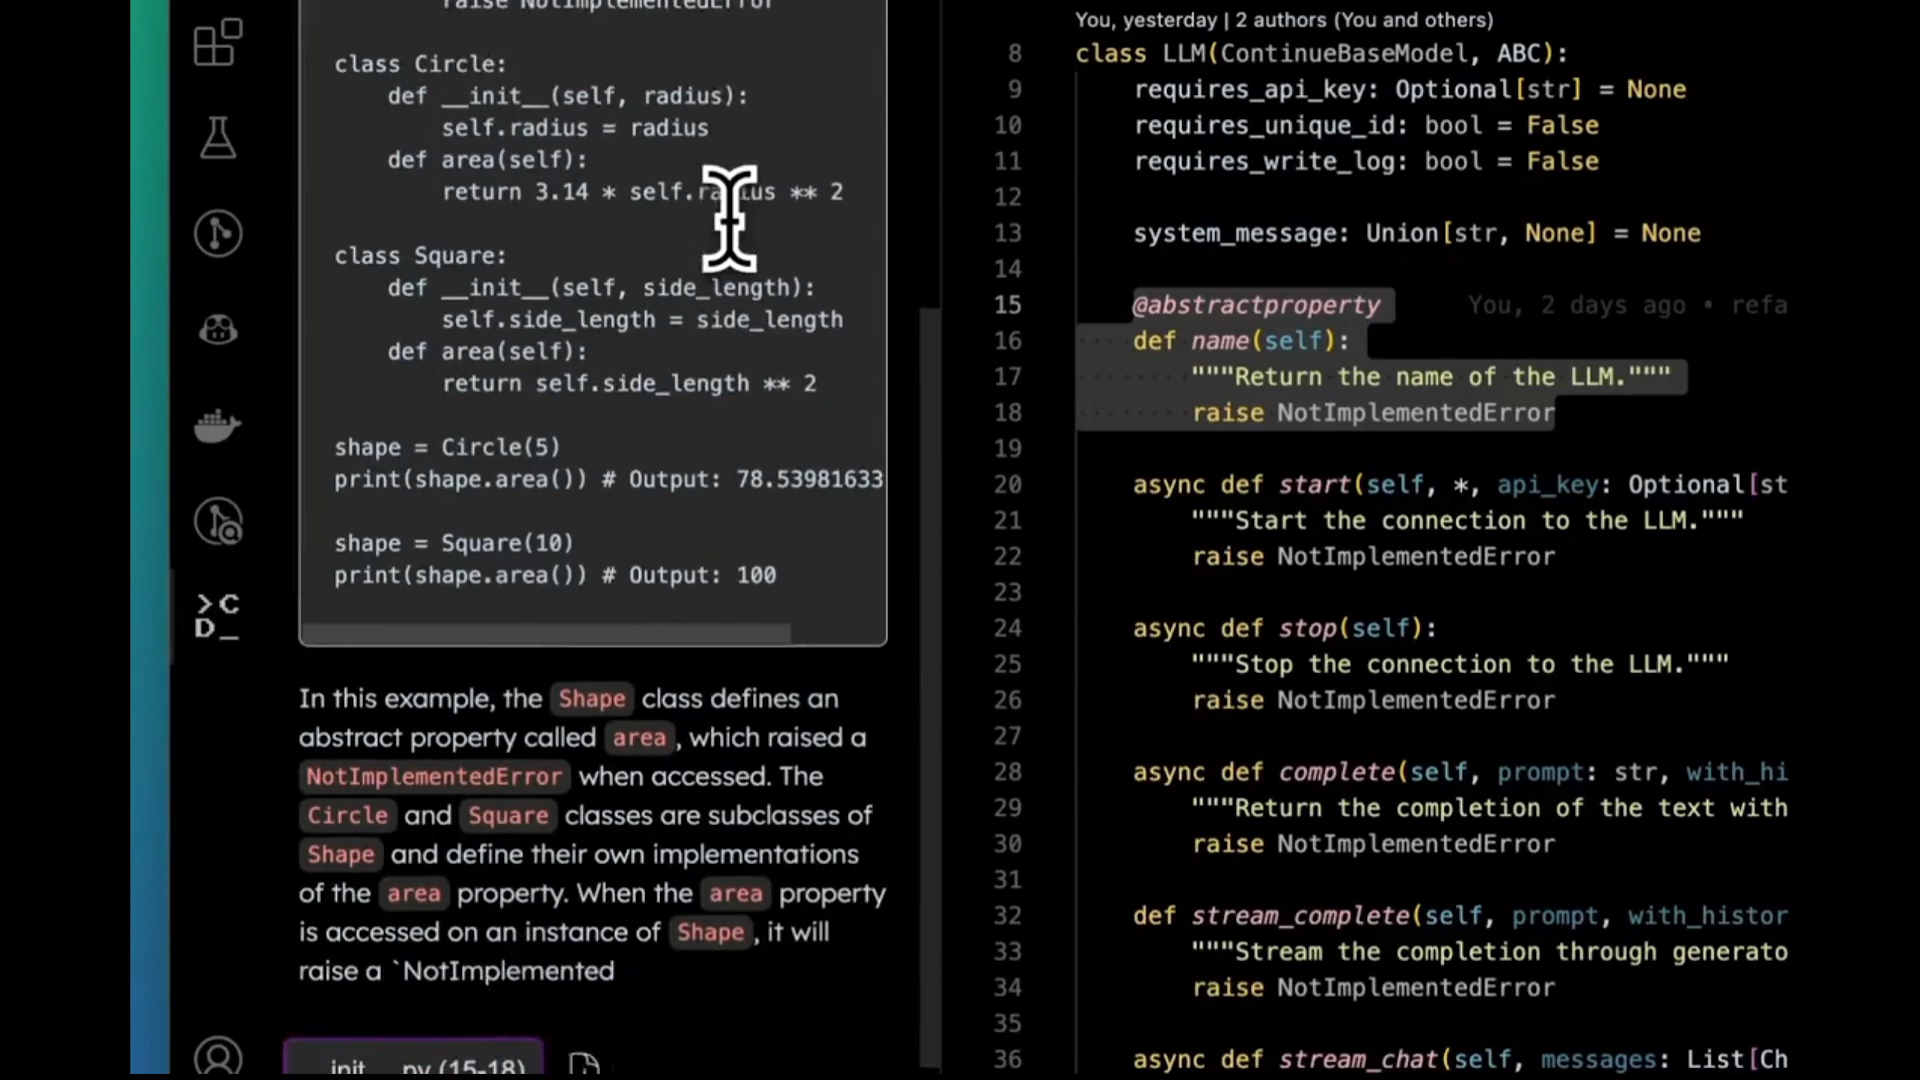 raise NotImplementedError
class Circle:
def __init__(self, radius):
self.radius = radius
def area(self):
return 3.14 * self.radius ** 2
class Square:
def __init__(self, side_length):
self.side_length = side_length
def area(self):
return self.side_length ** 2
shape = Circle(5)
print(shape.area()) # Output: 78.53981633
shape = Square(10)
print(shape.area()) # Output: 100
In this example, the Shape class defines an
abstract property called area, which raised a
NotImplementedError when accessed. The
Circle and Square classes are subclasses of
Shape and define their own implementations
of the area property. When the area property
is accessed on an instance of Shape, it will
raise a `NotImplemented
__init__.py (15-18)
>C
D_
You, yesterday | 2 authors (You and others)
8 class LLM(ContinueBaseModel, ABC):
9 requires_api_key: Optional[str] = None
10 requires_unique_id: bool = False
11 requires_write_log: bool = False
12
13 system_message: Union[str, None] = None
14
15 @abstractproperty You, 2 days ago • refa
16 def name(self):
17 """Return the name of the LLM."""
18 raise NotImplementedError
19
20 async def start(self, *, api_key: Optional[st
21 """Start the connection to the LLM."""
22 raise NotImplementedError
23
24 async def stop(self):
25 """Stop the connection to the LLM."""
26 raise NotImplementedError
27
28 async def complete(self, prompt: str, with_hi
29 """Return the completion of the text with
30 raise NotImplementedError
31
32 def stream_complete(self, prompt, with_histor
33 """Stream the completion through generato
34 raise NotImplementedError
35
36 async def stream_chat(self, messages: List[Ch